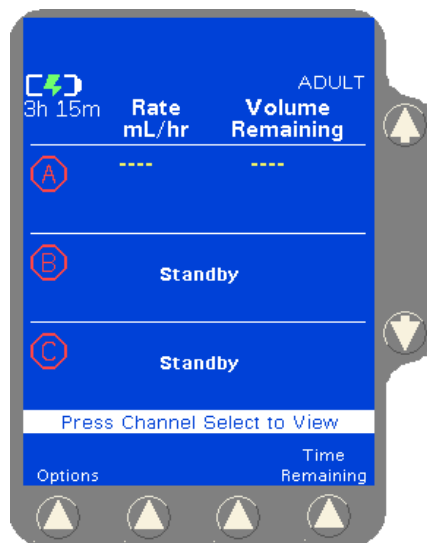 ADULT
3h 15m Rate Volume
mL/hr Remaining
A ---- ----
B Standby
C Standby
Press Channel Select to View
Time
Options Remaining